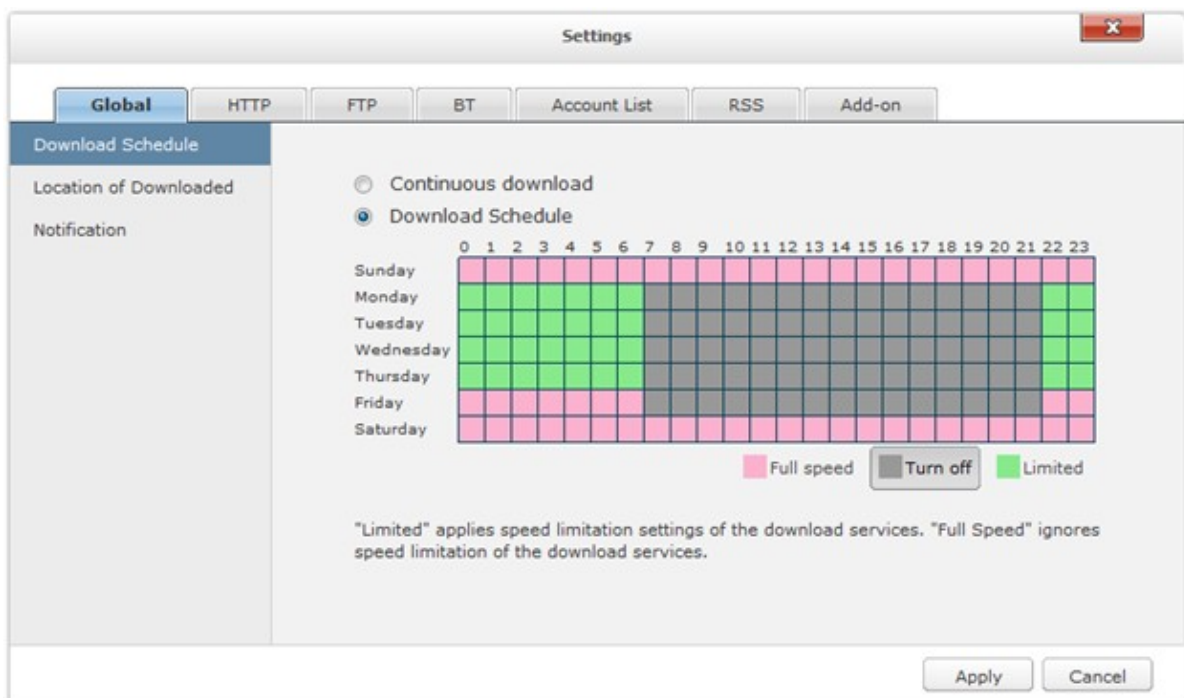 Settings
Global HTTP FTP BT Account List RSS Add-on
Download Schedule
Location of Downloaded
Notification
Continuous download
Download Schedule
0 1 2 3 4 5 6 7 8 9 10 11 12 13 14 15 16 17 18 19 20 21 22 23
Sunday
Monday
Tuesday
Wednesday
Thursday
Friday
Saturday
Full speed Turn off Limited
"Limited" applies speed limitation settings of the download services. "Full Speed" ignores
speed limitation of the download services.
Apply Cancel